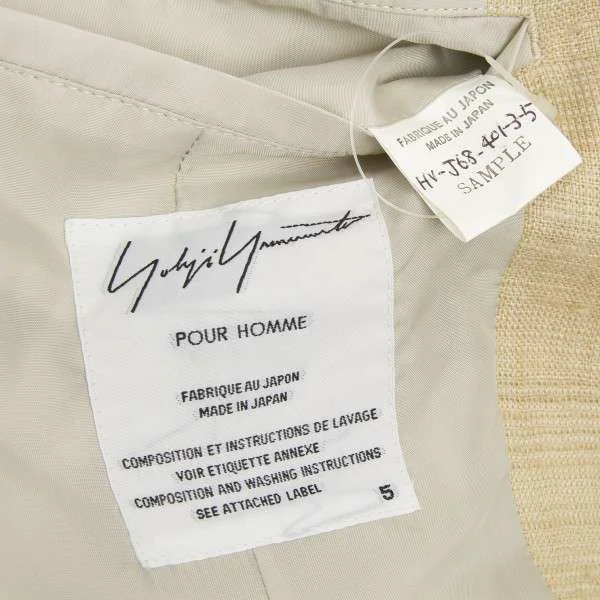 FABRIQUE AU JAPON
MADE IN JAPAN
HV-J68-401-3-5
SAMPLE
Yohji Yamamoto
POUR HOMME
FABRIQUE AU JAPON
MADE IN JAPAN
COMPOSITION ET INSTRUCTIONS DE LAVAGE
VOIR ETIQUETTE ANNEXE
COMPOSITION AND WASHING INSTRUCTIONS
SEE ATTACHED LABEL
5